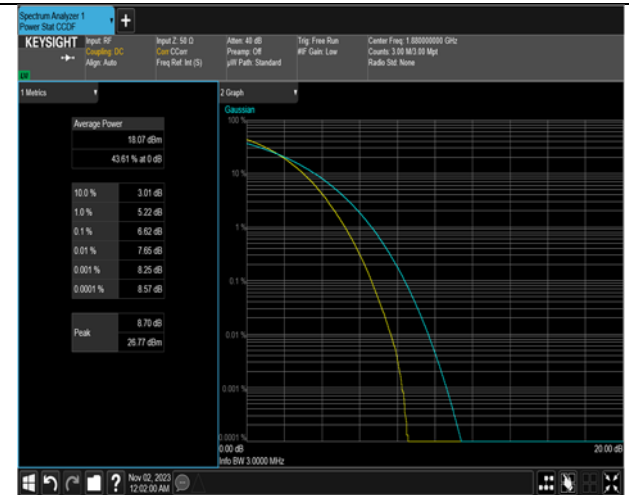 Spectrum Analyzer 1
Power Stat CCDF
+
KEYSIGHT
Input: RF
Coupling: DC
Align: Auto
Input Z: 50 Ω
Corr CCorr
Freq Ref: Int (S)
Atten: 40 dB
Preamp: Off
µW Path: Standard
Trig: Free Run
#IF Gain: Low
Center Freq: 1.880000000 GHz
Counts: 3.00 M/3.00 Mpt
Radio Std: None
1 Metrics
Average Power
18.07 dBm
43.61 % at 0 dB
10.0 % 3.01 dB
1.0 % 5.22 dB
0.1 % 6.62 dB
0.01 % 7.65 dB
0.001 % 8.25 dB
0.0001 % 8.57 dB
Peak
8.70 dB
26.77 dBm
2 Graph
Gaussian
100 %
10 %
1 %
0.1 %
0.01 %
0.001 %
0.0001 %
0.00 dB
20.00 dB
Info BW 3.0000 MHz
?
Nov 02, 2023
12:02:00 AM